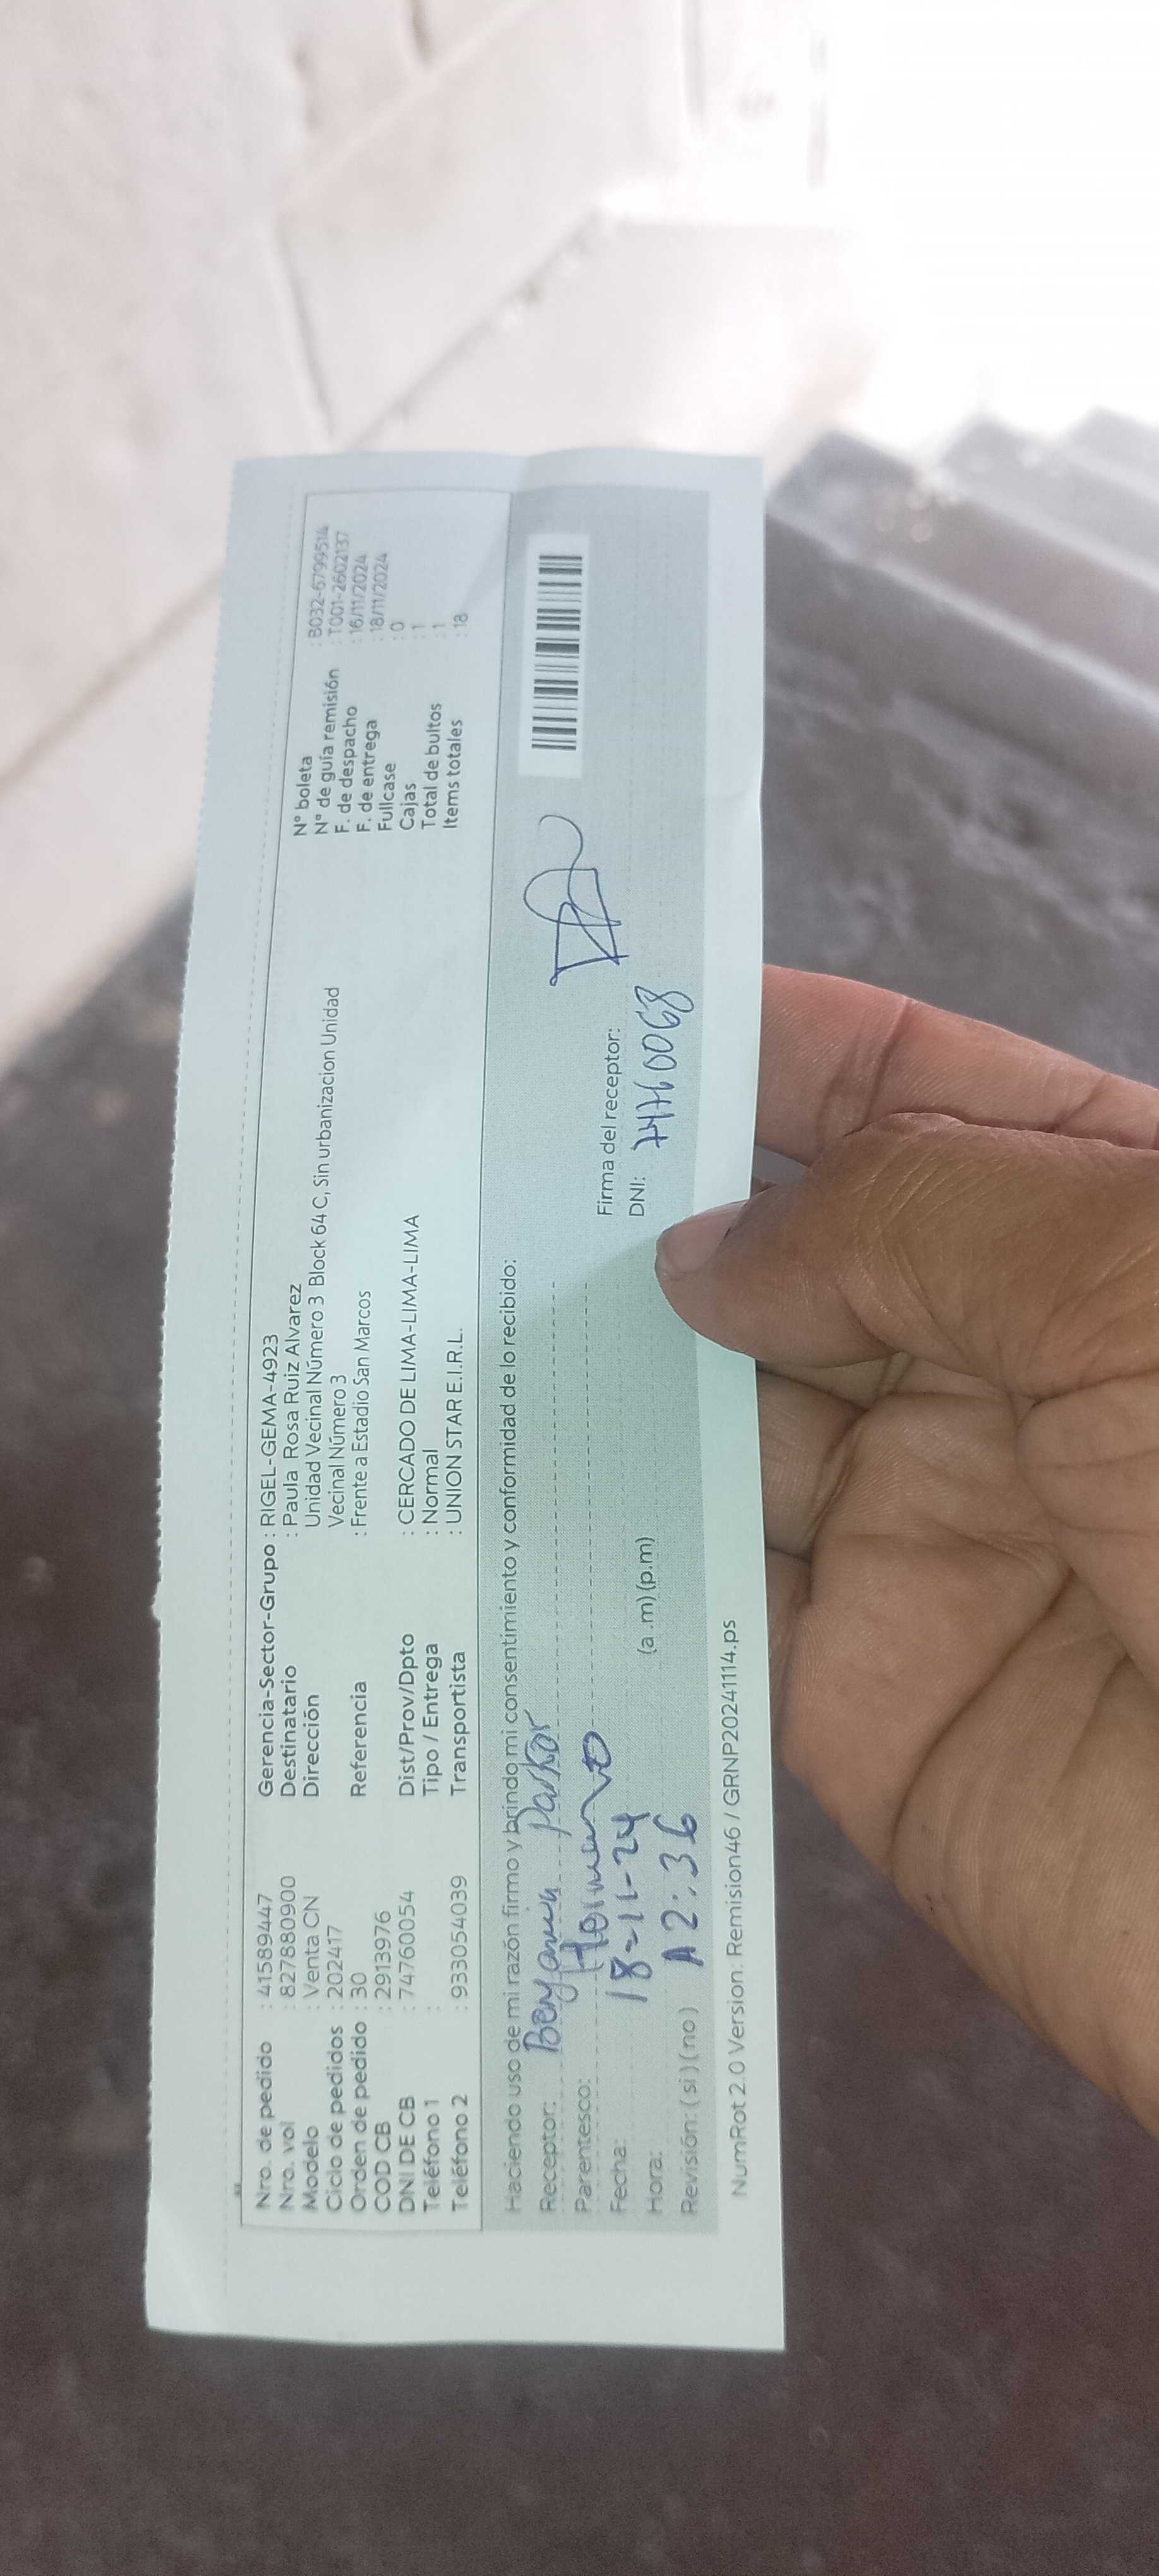 Nro. de pedido : 41589447
Nro. vol : 827880900
Modelo : Venta CN
Ciclo de pedidos : 202417
Orden de pedido : 30
COD CB : 2913976
DNI DE CB : 74760054
Teléfono 1 :
Teléfono 2 : 933054039
Gerencia-Sector-Grupo : RIGEL-GEMA-4923
Destinatario : Paula Rosa Ruiz Alvarez
Dirección Unidad Vecinal Número 3 Block 64 C, Sin urbanizacion Unidad
Vecinal Número 3
Referencia : Frente a Estadio San Marcos
Dist/Prov/Dpto : CERCADO DE LIMA-LIMA-LIMA
Tipo / Entrega : Normal
Transportista : UNION STAR E.I.R.L.
N° boleta : B032-6799514
N° de guía remisión : T001-2602137
F. de despacho : 16/11/2024
F. de entrega : 18/11/2024
Fullcase : 0
Cajas : 1
Total de bultos : 1
Items totales : 18
Haciendo uso de mi razón firmo y brindo mi consentimiento y conformidad de lo recibido:
Receptor: Benjamin Parker
Parentesco: Hermano
Fecha: 18-11-24
Hora: 2:36 (a .m) (p.m)
Revisión: ( si ) ( no )
Firma del receptor:
DNI: 74760068
NumRot 2.0 Version: Remision46 / GRNP20241114.ps